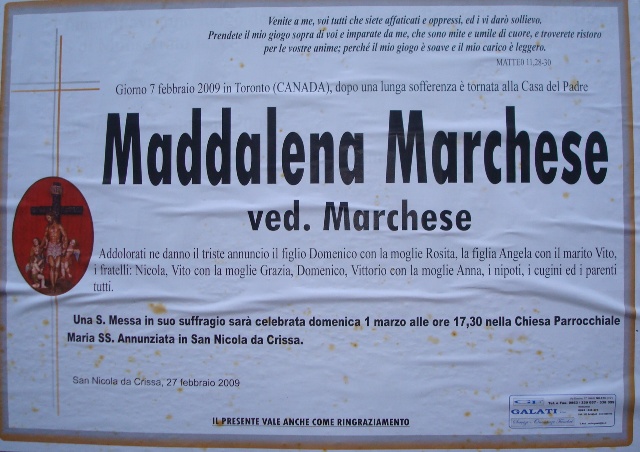 Venite a me, voi tutti che siete affaticati e oppressi, ed i vi darò sollievo.
Prendete il mio giogo sopra di voi e imparate da me, che sono mite e umile di cuore, e troverete ristoro
per le vostre anime; perché il mio giogo è soave e il mio carico è leggero.
MATTEO 11,28-30
Giorno 7 febbraio 2009 in Toronto (CANADA), dopo una lunga sofferenza è tornata alla Casa del Padre
Maddalena Marchese
ved. Marchese
Addolorati ne danno il triste annuncio il figlio Domenico con la moglie Rosita, la figlia Angela con il marito Vito,
i fratelli: Nicola, Vito con la moglie Grazia, Domenico, Vittorio con la moglie Anna, i nipoti, i cugini ed i parenti
tutti.
Una S. Messa in suo suffragio sarà celebrata domenica 1 marzo alle ore 17,30 nella Chiesa Parrocchiale
Maria SS. Annunziata in San Nicola da Crissa.
San Nicola da Crissa, 27 febbraio 2009
GALATI
IL PRESENTE VALE ANCHE COME RINGRAZIAMENTO